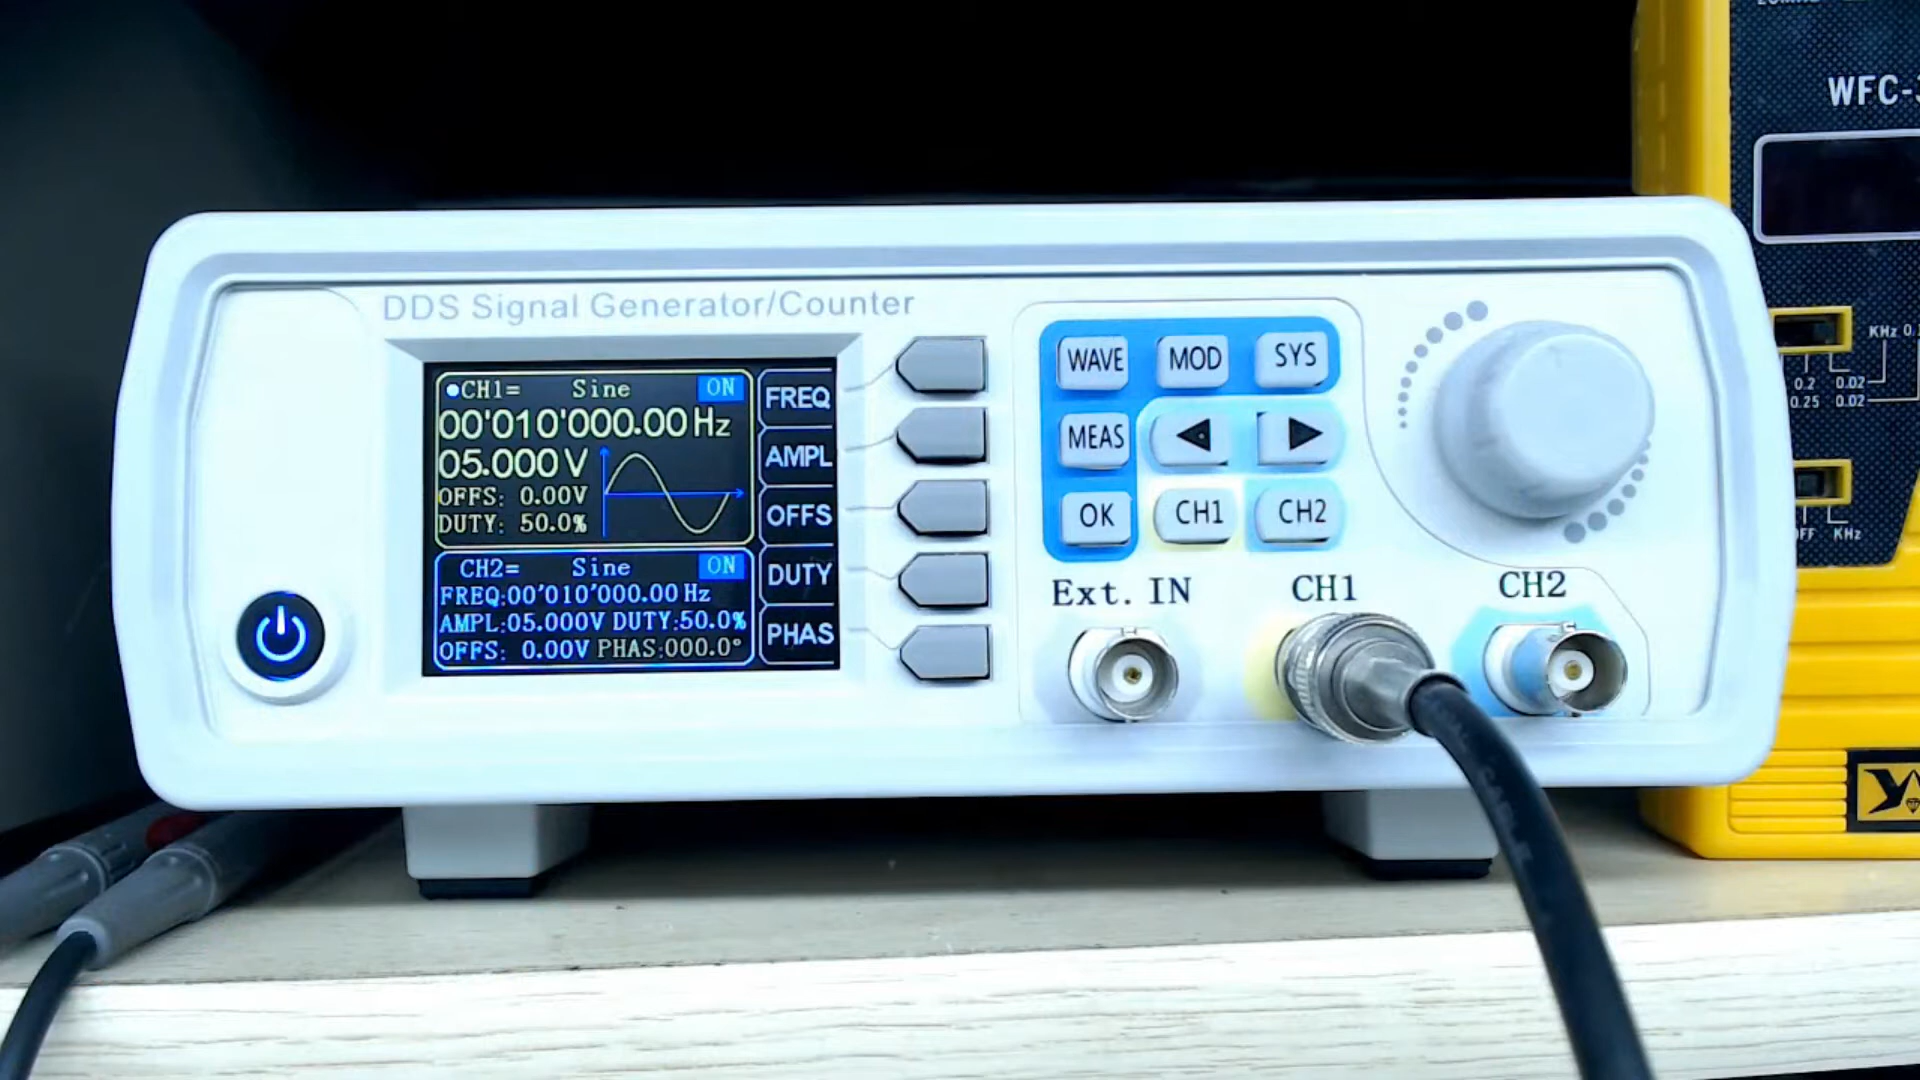 WFC-
DDS Signal Generator/Counter
CH1= Sine ON
00'010'000.00 Hz
05.000 V
OFFS: 0.00V
DUTY: 50.0%
CH2= Sine ON
FREQ:00'010'000.00 Hz
AMPL:05.000V DUTY:50.0%
OFFS: 0.00V PHAS:000.0°
FREQ
AMPL
OFFS
DUTY
PHAS
WAVE MOD SYS
MEAS
OK CH1 CH2
Ext. IN CH1 CH2
KHz 0.
0.2 0.02
0.25 0.02
KHz